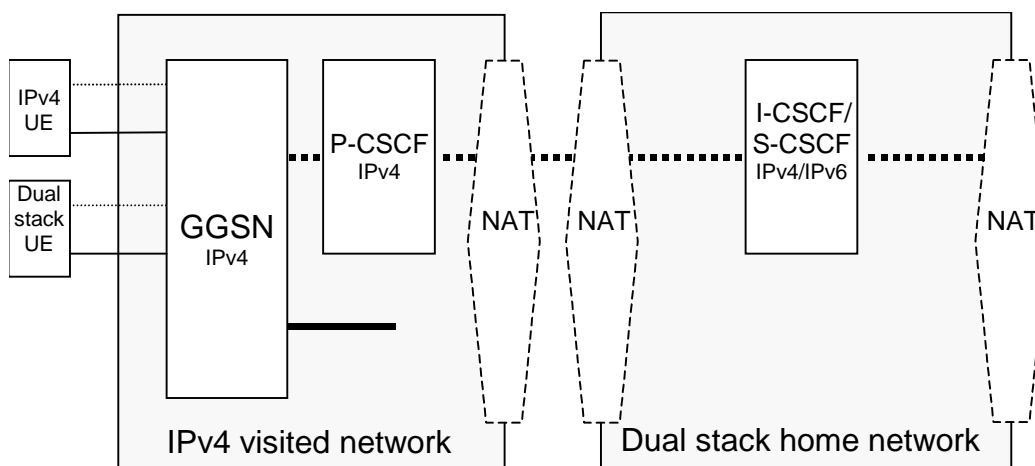 IPv4
UE
Dual
stack
UE
GGSN
IPv4
P-CSCF
IPv4
NAT
NAT
I-CSCF/
S-CSCF
IPv4/IPv6
NAT
IPv4 visited network
Dual stack home network